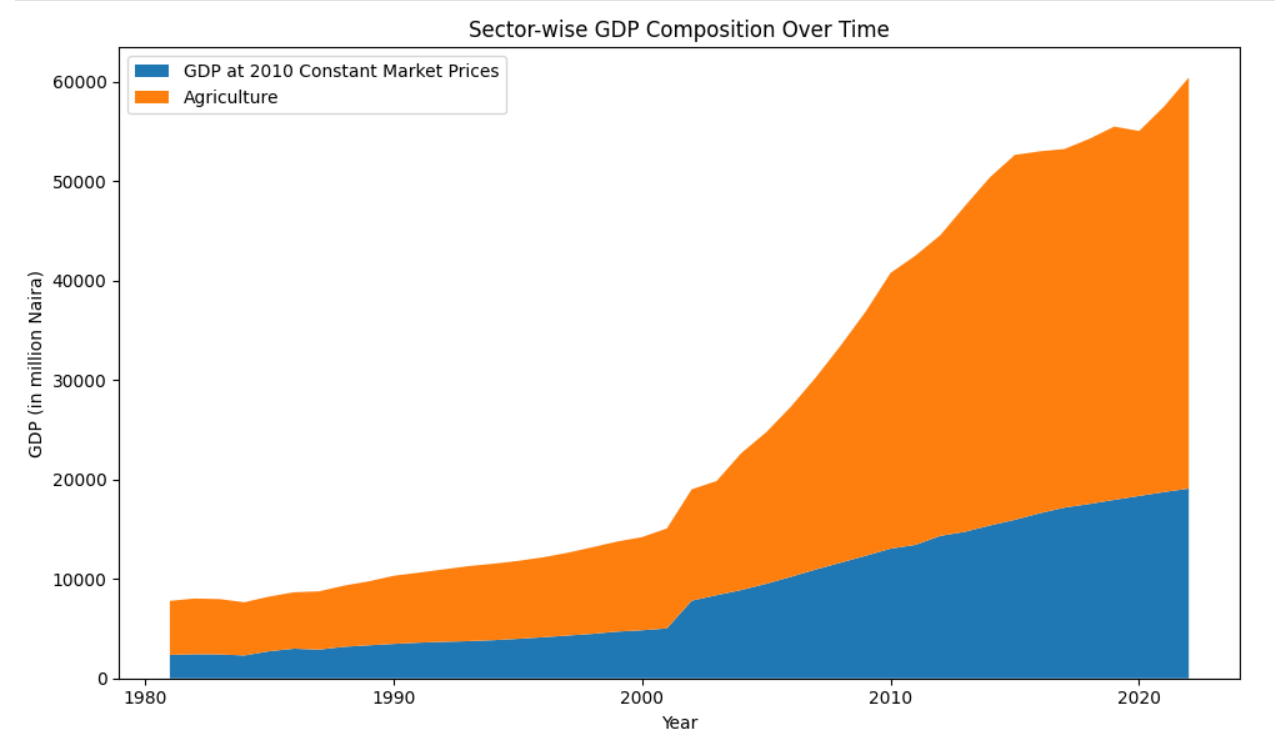 Sector-wise GDP Composition Over Time
GDP at 2010 Constant Market Prices
Agriculture
60000
50000
40000
30000
20000
10000
0
GDP (in million Naira)
1980
1990
2000
2010
2020
Year